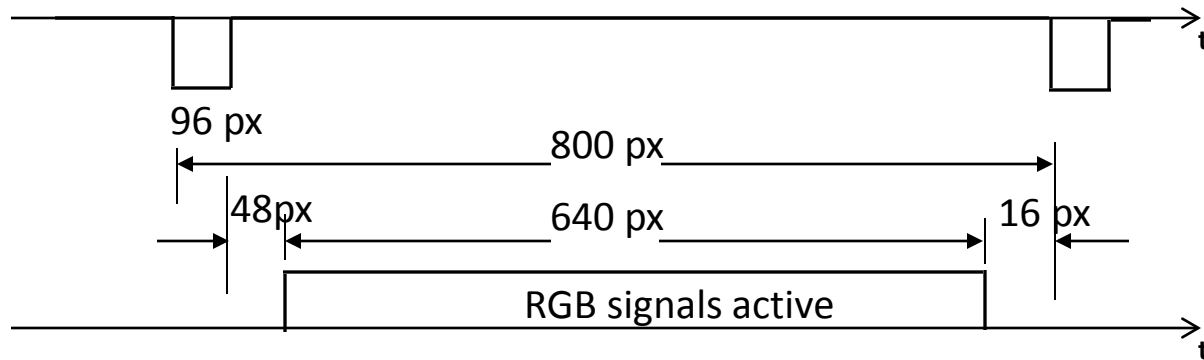 t
96 px
800 px
48px
640 px
16 px
RGB signals active
t